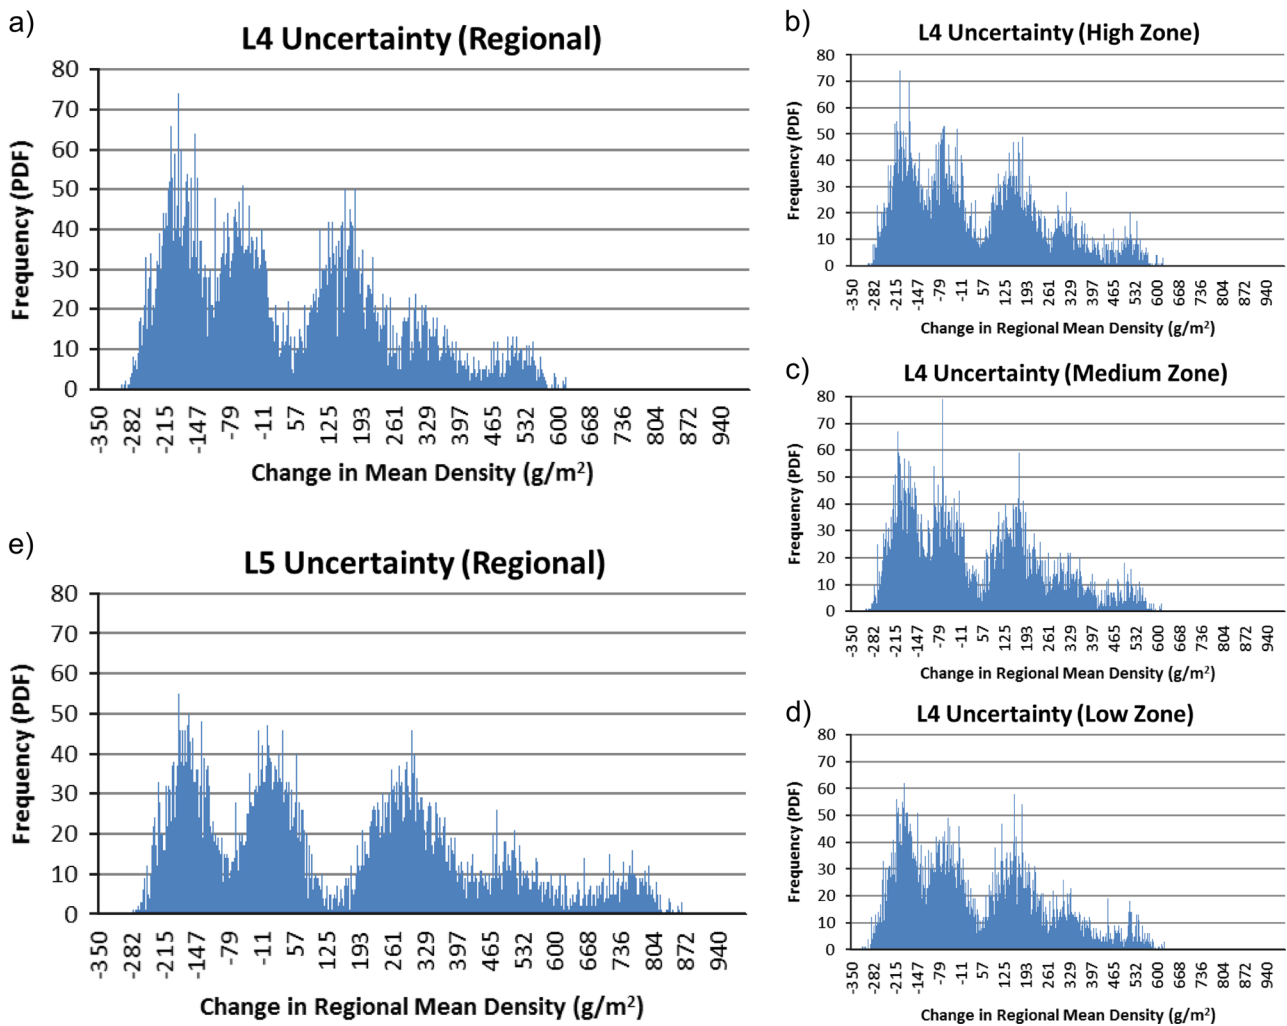 a)
L4 Uncertainty (Regional)
Frequency (PDF)
80
70
60
50
40
30
20
10
0
-350 -282 -215 -147 -79 -11 57 125 193 261 329 397 465 532 600 668 736 804 872 940
Change in Mean Density (g/m²)
b)
L4 Uncertainty (High Zone)
Frequency (PDF)
80
70
60
50
40
30
20
10
0
-350 -282 -215 -147 -79 -11 57 125 193 261 329 397 465 532 600 668 736 804 872 940
Change in Regional Mean Density (g/m²)
c)
L4 Uncertainty (Medium Zone)
Frequency (PDF)
80
70
60
50
40
30
20
10
0
-350 -282 -215 -147 -79 -11 57 125 193 261 329 397 465 532 600 668 736 804 872 940
Change in Regional Mean Density (g/m²)
d)
L4 Uncertainty (Low Zone)
Frequency (PDF)
80
70
60
50
40
30
20
10
0
-350 -282 -215 -147 -79 -11 57 125 193 261 329 397 465 532 600 668 736 804 872 940
Change in Regional Mean Density (g/m²)
e)
L5 Uncertainty (Regional)
Frequency (PDF)
80
70
60
50
40
30
20
10
0
-350 -282 -215 -147 -79 -11 57 125 193 261 329 397 465 532 600 668 736 804 872 940
Change in Regional Mean Density (g/m²)